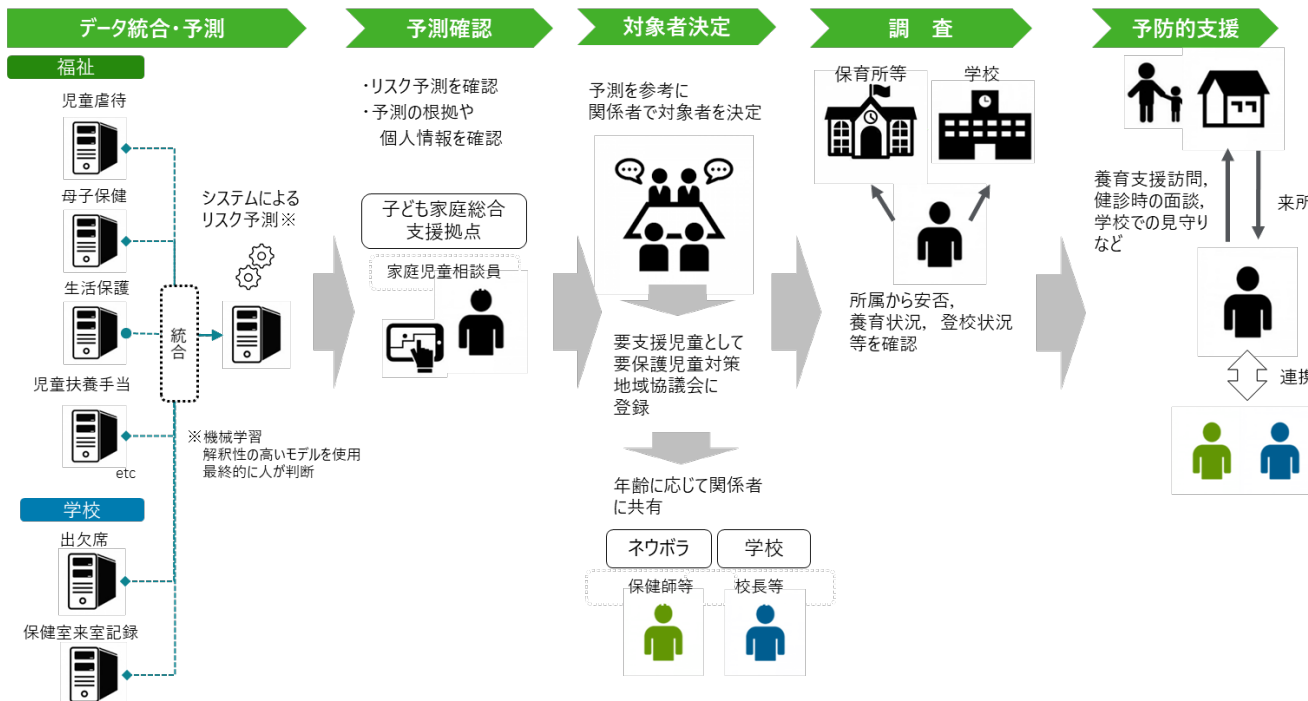 データ統合・予測
福祉
児童虐待
母子保健
生活保護
児童扶養手当
etc
学校
出欠席
保健室来室記録
統合
システムによる
リスク予測※
※機械学習
解釈性の高いモデルを使用
最終的に人が判断
予測確認
・リスク予測を確認
・予測の根拠や
個人情報を確認
子ども家庭総合
支援拠点
家庭児童相談員
対象者決定
予測を参考に
関係者で対象者を決定
要支援児童として
要保護児童対策
地域協議会に
登録
年齢に応じて関係者
に共有
ネウボラ
学校
保健師等
校長等
調　査
保育所等
学校
所属から安否，
養育状況，登校状況
等を確認
予防的支援
養育支援訪問，
健診時の面談，
学校での見守り
など
来所
連携